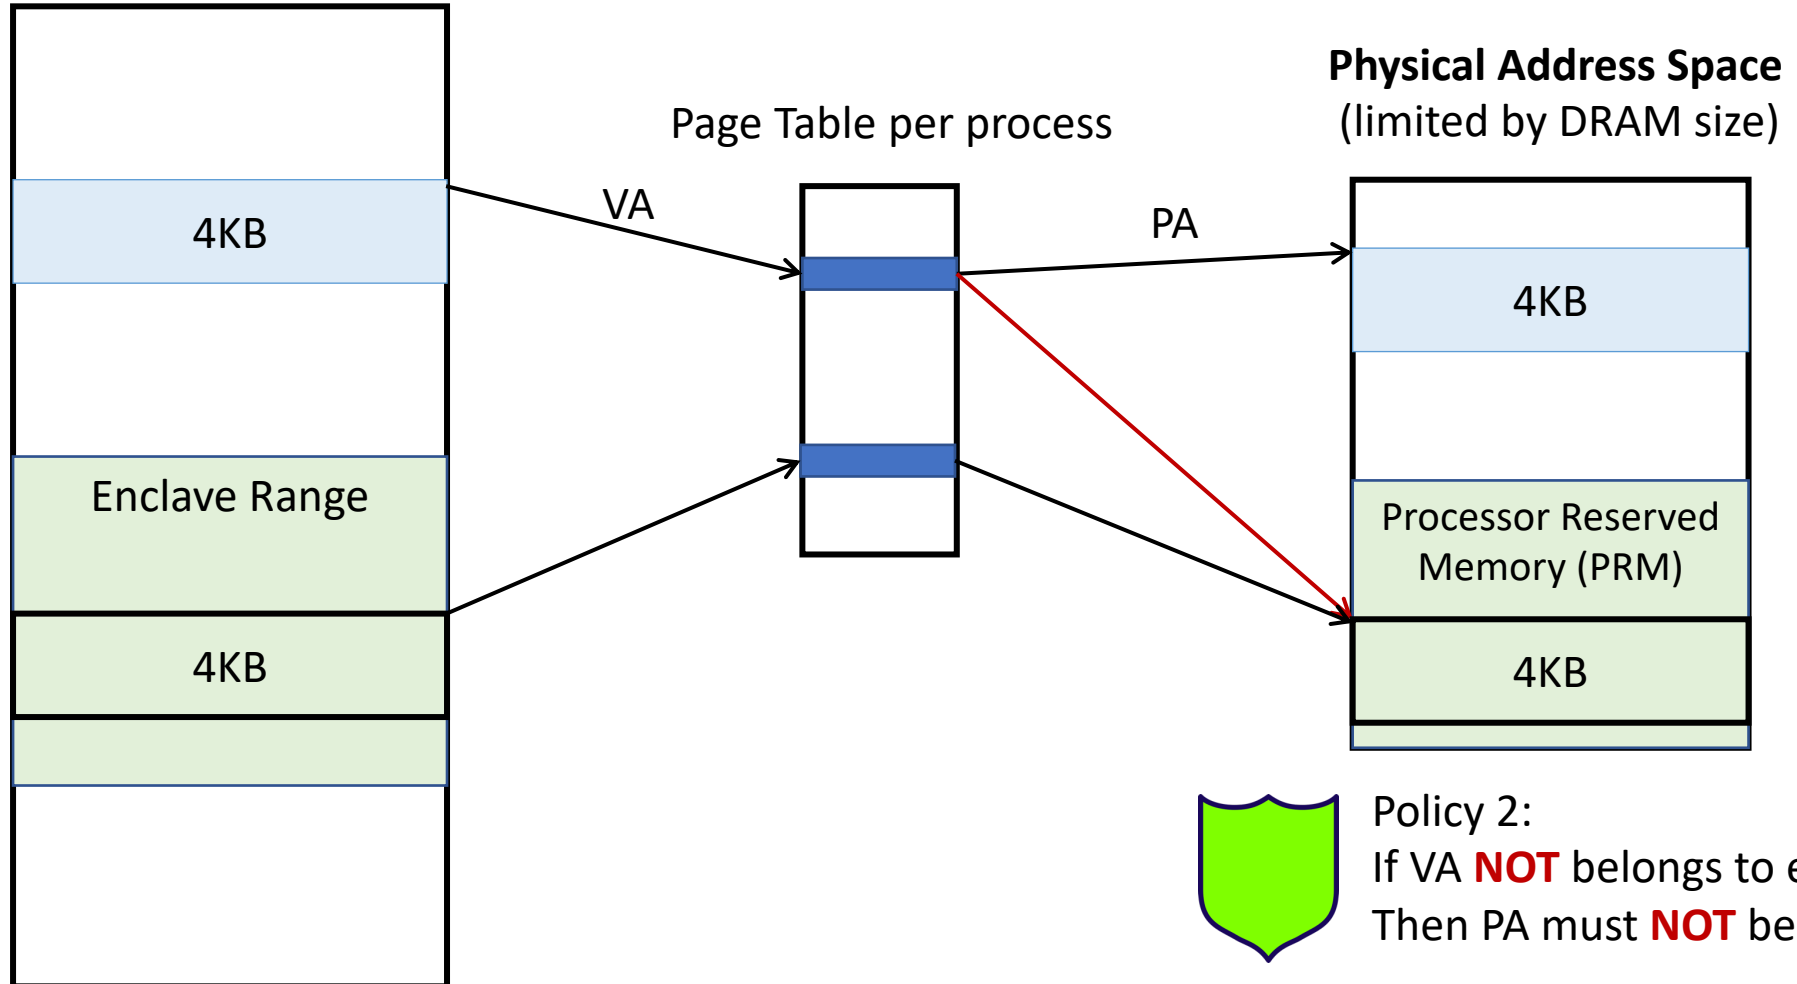 Physical Address Space
(limited by DRAM size)
Page Table per process
VA
PA
4KB
4KB
Enclave Range
Processor Reserved
Memory (PRM)
4KB
4KB
Policy 2:
If VA NOT belongs to
Then PA must NOT